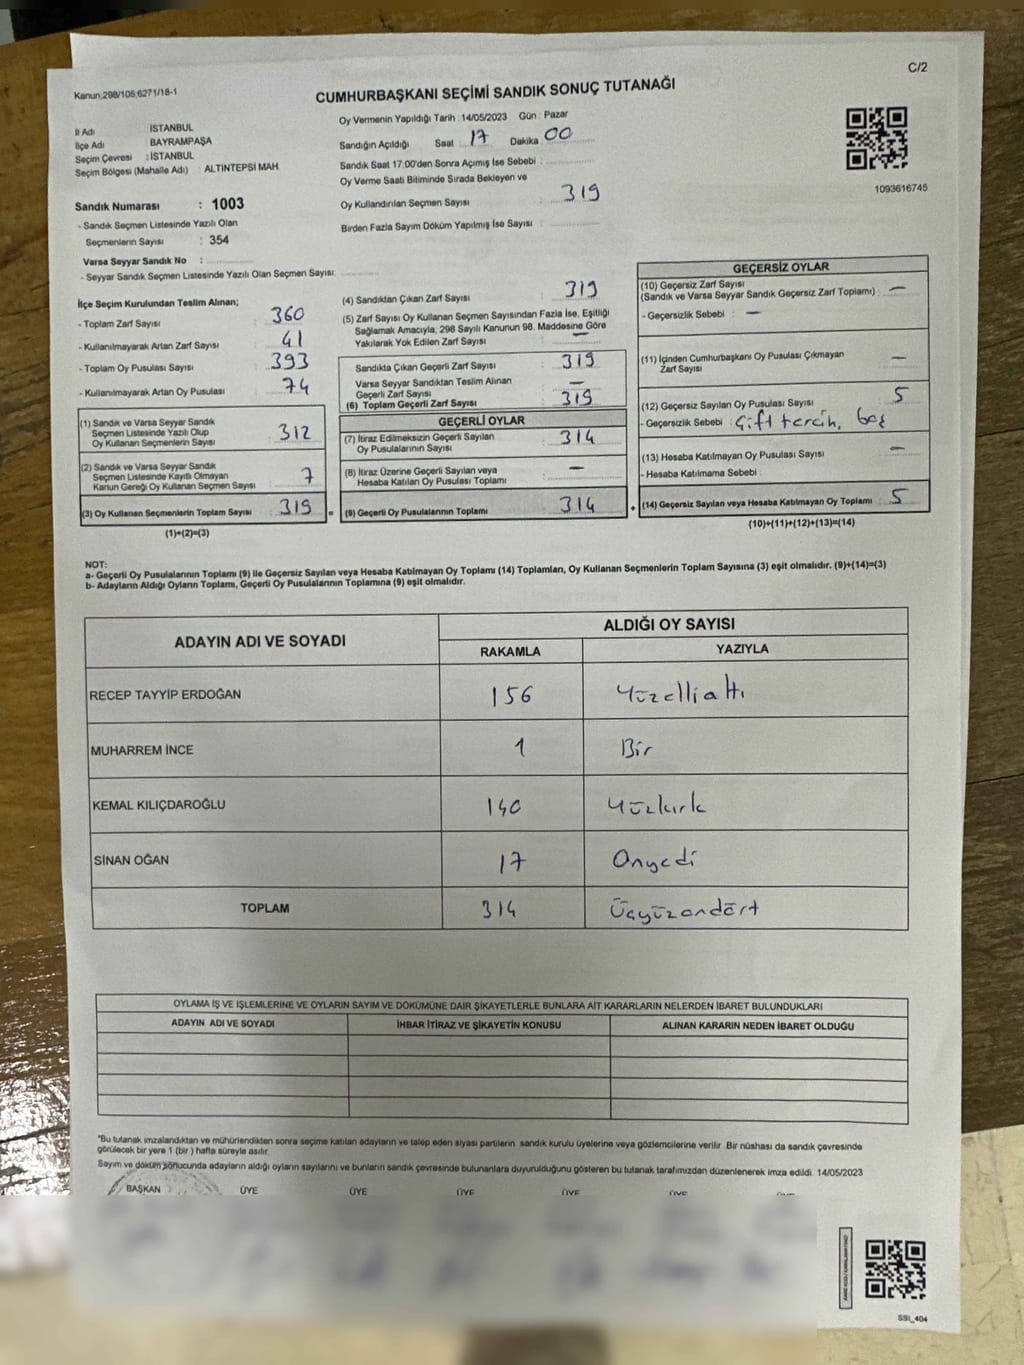 C/2
Kanun:298/105;6271/18-1
CUMHURBAŞKANI SEÇİMİ SANDIK SONUÇ TUTANAĞI
İl Adı : İSTANBUL
İlçe Adı : BAYRAMPAŞA
Seçim Çevresi : İSTANBUL
Seçim Bölgesi (Mahalle Adı) : ALTINTEPSİ MAH.
Oy Vermenin Yapıldığı Tarih : 14/05/2023 Gün : Pazar
Sandığın Açıldığı Saat 17 Dakika 00
Sandık Saat 17:00'den Sonra Açımış İse Sebebi :
Oy Verme Saati Bitiminde Sırada Bekleyen ve
Oy Kullandırılan Seçmen Sayısı : 319
Birden Fazla Sayım Döküm Yapılmış İse Sayısı :
1093616745
Sandık Numarası : 1003
- Sandık Seçmen Listesinde Yazılı Olan
Seçmenlerin Sayısı : 354
Varsa Seyyar Sandık No :
- Seyyar Sandık Seçmen Listesinde Yazılı Olan Seçmen Sayısı:
İlçe Seçim Kurulundan Teslim Alınan;
- Toplam Zarf Sayısı : 360
- Kullanılmayarak Artan Zarf Sayısı : 41
- Toplam Oy Pusulası Sayısı : 393
- Kullanılmayarak Artan Oy Pusulası : 74
(1) Sandık ve Varsa Seyyar Sandık
Seçmen Listesinde Yazılı Olup
Oy Kullanan Seçmenlerin Sayısı : 312
(2) Sandık ve Varsa Seyyar Sandık
Seçmen Listesinde Kayıtlı Olmayan
Kanun Gereği Oy Kullanan Seçmen Sayısı : 7
(3) Oy Kullanan Seçmenlerin Toplam Sayısı : 319 =
(1)+(2)=(3)
(4) Sandıktan Çıkan Zarf Sayısı : 319
(5) Zarf Sayısı Oy Kullanan Seçmen Sayısından Fazla İse, Eşitliği
Sağlamak Amacıyla; 298 Sayılı Kanunun 98. Maddesine Göre
Yakılarak Yok Edilen Zarf Sayısı : —
Sandıkta Çıkan Geçerli Zarf Sayısı : 319
Varsa Seyyar Sandıktan Teslim Alınan
Geçerli Zarf Sayısı : —
(6) Toplam Geçerli Zarf Sayısı : 319
GEÇERLİ OYLAR
(7) İtiraz Edilmeksizin Geçerli Sayılan
Oy Pusulalarının Sayısı : 314
(8) İtiraz Üzerine Geçerli Sayılan veya
Hesaba Katılan Oy Pusulası Toplamı : —
(9) Geçerli Oy Pusulalarının Toplamı : 314 +
GEÇERSİZ OYLAR
(10) Geçersiz Zarf Sayısı
(Sandık ve Varsa Seyyar Sandık Geçersiz Zarf Toplamı) : —
- Geçersizlik Sebebi : —
(11) İçinden Cumhurbaşkanı Oy Pusulası Çıkmayan
Zarf Sayısı : —
(12) Geçersiz Sayılan Oy Pusulası Sayısı : 5
- Geçersizlik Sebebi : Çift tercih, boş
(13) Hesaba Katılmayan Oy Pusulası Sayısı : —
- Hesaba Katılmama Sebebi :
(14) Geçersiz Sayılan veya Hesaba Katılmayan Oy Toplamı : 5
(10)+(11)+(12)+(13)=(14)
NOT:
a- Geçerli Oy Pusulalarının Toplamı (9) ile Geçersiz Sayılan veya Hesaba Katılmayan Oy Toplamı (14) Toplamları, Oy Kullanan Seçmenlerin Toplam Sayısına (3) eşit olmalıdır. (9)+(14)=(3)
b- Adayların Aldığı Oyların Toplamı, Geçerli Oy Pusulalarının Toplamına (9) eşit olmalıdır.
ADAYIN ADI VE SOYADI
ALDIĞI OY SAYISI
RAKAMLA YAZIYLA
RECEP TAYYİP ERDOĞAN 156 Yüzellialtı
MUHARREM İNCE 1 Bir
KEMAL KILIÇDAROĞLU 140 Yüzkırk
SİNAN OĞAN 17 Onyedi
TOPLAM 314 Üçyüzondört
OYLAMA İŞ VE İŞLEMLERİNE VE OYLARIN SAYIM VE DÖKÜMÜNE DAİR ŞİKAYETLERLE BUNLARA AİT KARARLARIN NELERDEN İBARET BULUNDUKLARI
ADAYIN ADI VE SOYADI İHBAR İTİRAZ VE ŞİKAYETİN KONUSU ALINAN KARARIN NEDEN İBARET OLDUĞU
*Bu tutanak imzalandıktan ve mühürlendikten sonra seçime katılan adayların ve talep eden siyasi partilerin sandık kurulu üyelerine veya gözlemcilerine verilir. Bir nüshası da sandık çevresinde
görülecek bir yere 1 (bir) hafta süreyle asılır.
Sayım ve döküm sonucunda adayların aldığı oyların sayılarını ve bunların sandık çevresinde bulunanlara duyurulduğunu gösteren bu tutanak tarafımızdan düzenlenerek imza edildi. 14/05/2023
BAŞKAN ÜYE ÜYE ÜYE ÜYE ÜYE ÜYE
SSI_404